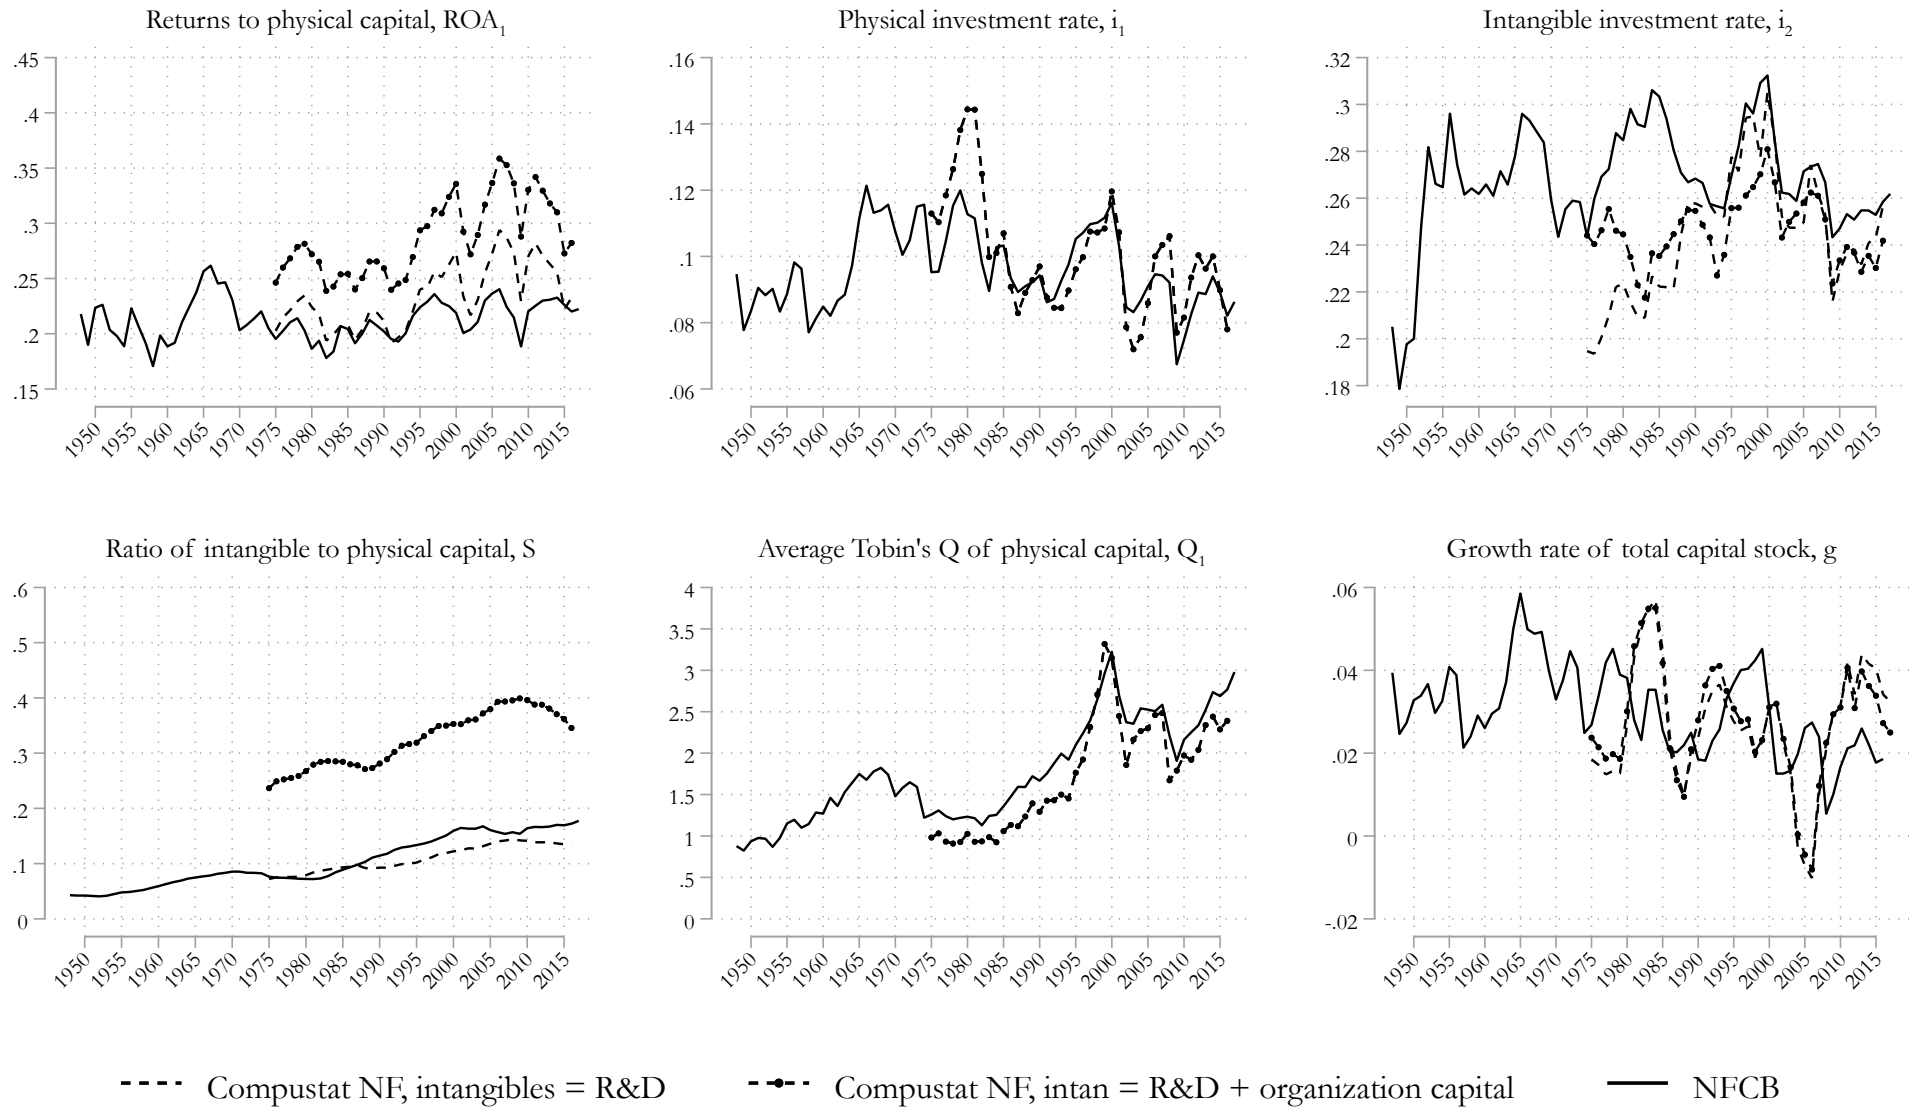 Returns to physical capital, ROA1
.45
.4
.35
.3
.25
.2
.15
1950 1955 1960 1965 1970 1975 1980 1985 1990 1995 2000 2005 2010 2015
Physical investment rate, i1
.16
.14
.12
.1
.08
.06
1950 1955 1960 1965 1970 1975 1980 1985 1990 1995 2000 2005 2010 2015
Intangible investment rate, i2
.32
.3
.28
.26
.24
.22
.2
.18
1950 1955 1960 1965 1970 1975 1980 1985 1990 1995 2000 2005 2010 2015
Ratio of intangible to physical capital, S
.6
.5
.4
.3
.2
.1
0
1950 1955 1960 1965 1970 1975 1980 1985 1990 1995 2000 2005 2010 2015
Average Tobin's Q of physical capital, Q1
4
3.5
3
2.5
2
1.5
1
.5
0
1950 1955 1960 1965 1970 1975 1980 1985 1990 1995 2000 2005 2010 2015
Growth rate of total capital stock, g
.06
.04
.02
0
-.02
1950 1955 1960 1965 1970 1975 1980 1985 1990 1995 2000 2005 2010 2015
Compustat NF, intangibles = R&D
Compustat NF, intan = R&D + organization capital
NFCB